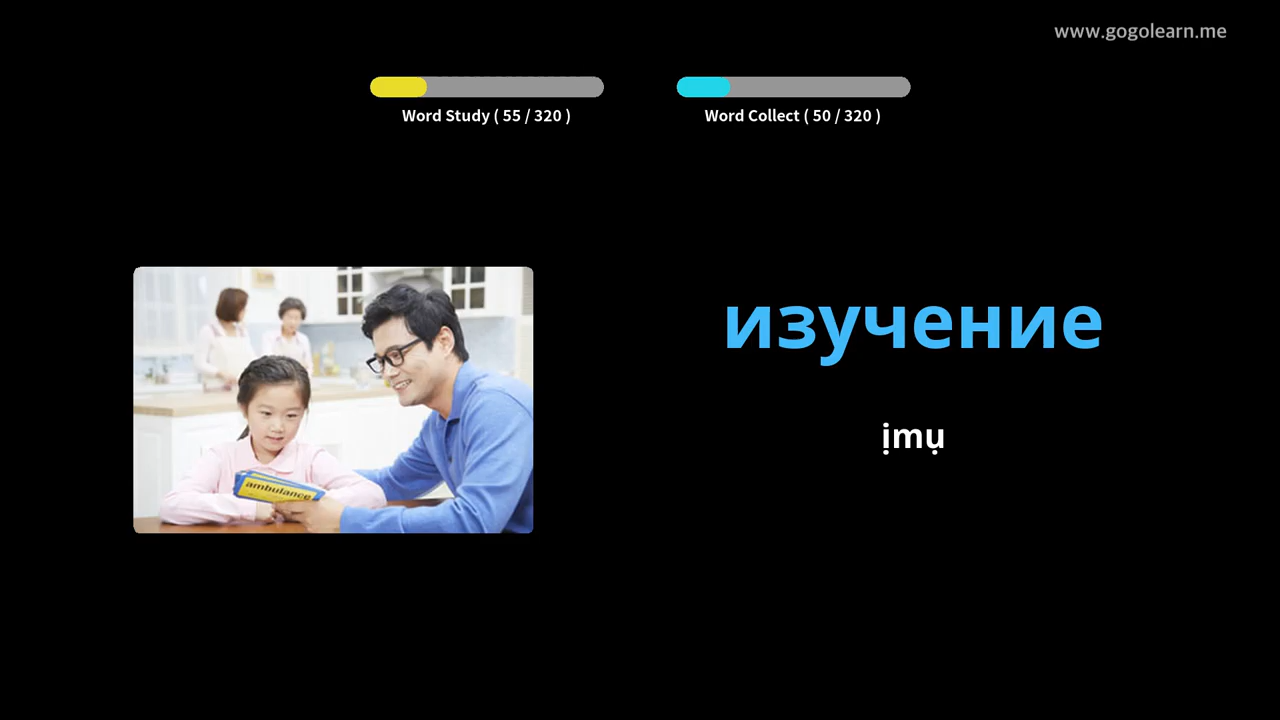 www.gogolearn.me
Word Study ( 55 / 320 )
Word Collect ( 50 / 320 )
изучение
ịmụ
ambulance